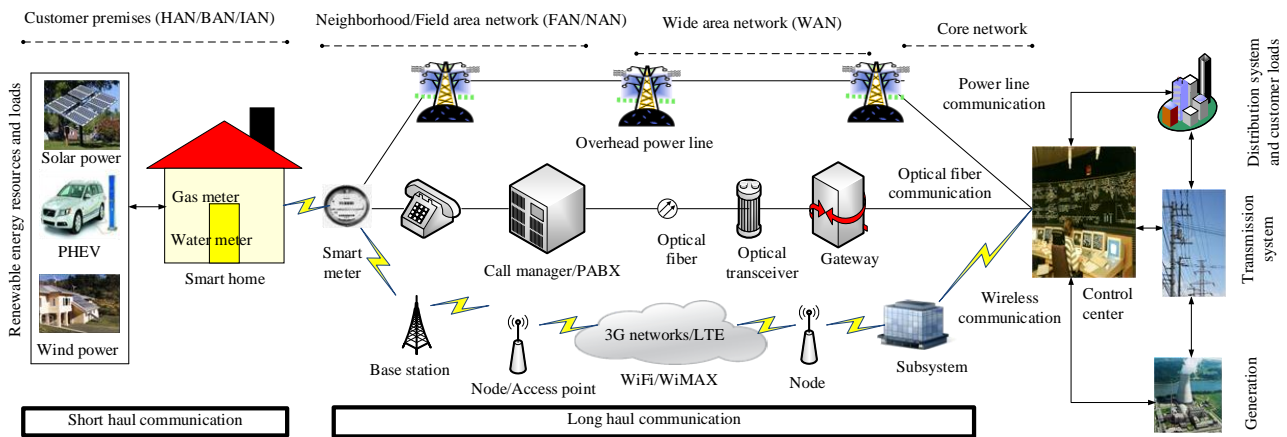 Customer premises (HAN/BAN/IAN)
Neighborhood/Field area network (FAN/NAN)
Wide area network (WAN)
Core network
Renewable energy resources and loads
Solar power
PHEV
Wind power
Gas meter
Water meter
Smart home
Smart
meter
Overhead power line
Power line
communication
Call manager/PABX
Optical
fiber
Optical
transceiver
Gateway
Optical fiber
communication
Base station
Node/Access point
3G networks/LTE
WiFi/WiMAX
Node
Subsystem
Wireless
communication
Control
center
Distribution system
and customer loads
Transmission
system
Generation
Short haul communication
Long haul communication